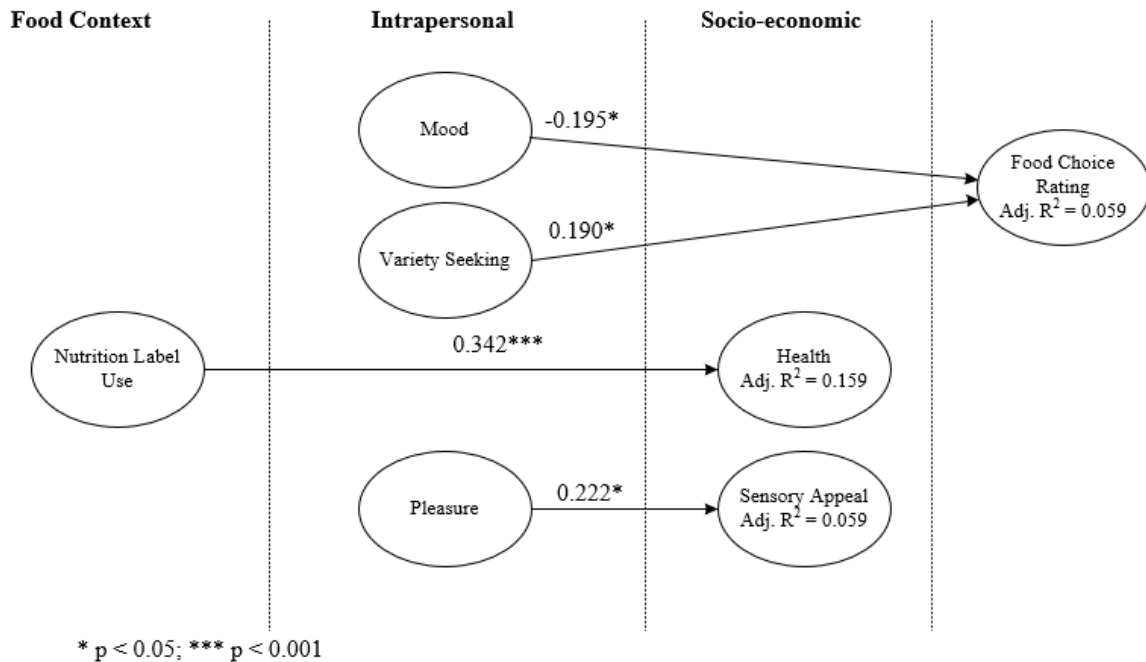 Food Context
Intrapersonal
Socio-economic
Mood
-0.195*
Food Choice
Rating
Adj. R² = 0.059
Variety Seeking
0.190*
Nutrition Label
Use
0.342***
Health
Adj. R² = 0.159
Pleasure
0.222*
Sensory Appeal
Adj. R² = 0.059
* p < 0.05; *** p < 0.001